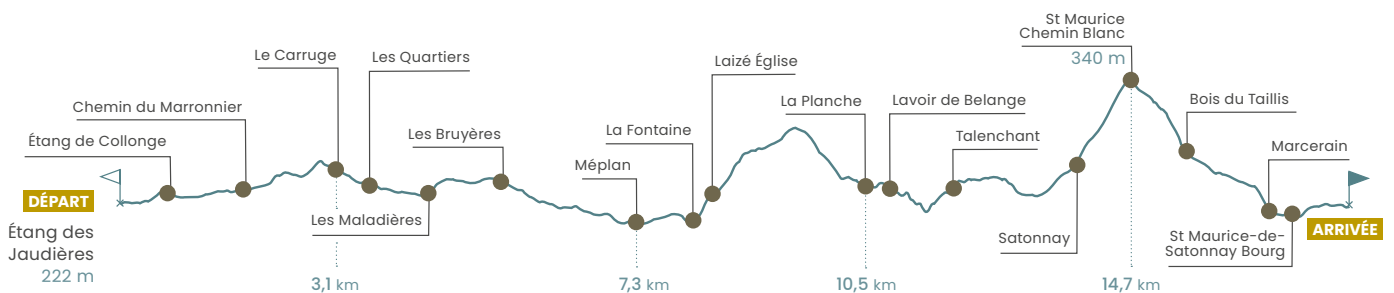 DÉPART
Étang des
Jaudières
222 m
Étang de Collonge
Chemin du Marronnier
Le Carruge
3,1 km
Les Quartiers
Les Maladières
Les Bruyères
Méplan
7,3 km
La Fontaine
Laizé Église
La Planche
10,5 km
Lavoir de Belange
Talenchant
Satonnay
St Maurice
Chemin Blanc
340 m
14,7 km
Bois du Taillis
Marcerain
St Maurice-de-
Satonnay Bourg
ARRIVÉE